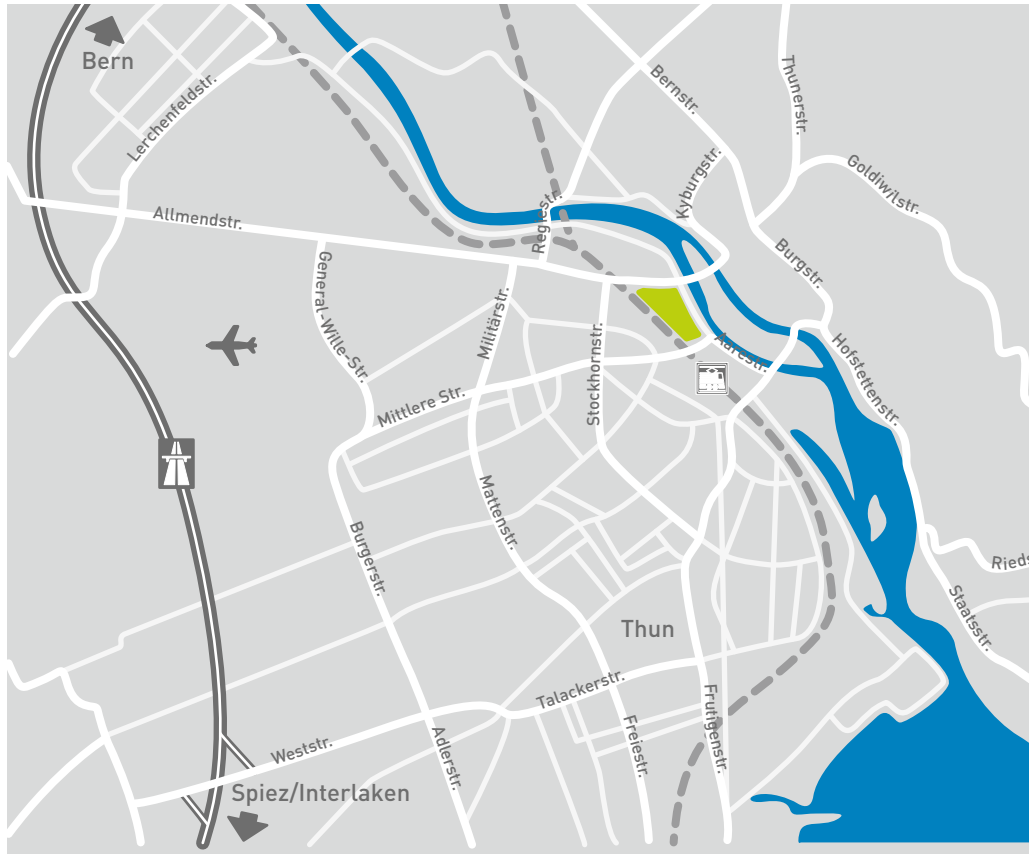 Bern
Lerchenfeldstr.
Bernstr.
Thunerstr.
Kyburgstr.
Goldiwilstr.
Allmendstr.
Regiestr.
General-Wille-Str.
Burgstr.
Militärstr.
Aarestr.
Hofstettenstr.
Mittlere Str.
Stockhornstr.
Mattenstr.
Burgerstr.
Rieds
Staatsstr.
Thun
Talackerstr.
Frutigenstr.
Freiestr.
Weststr.
Adlerstr.
Spiez/Interlaken